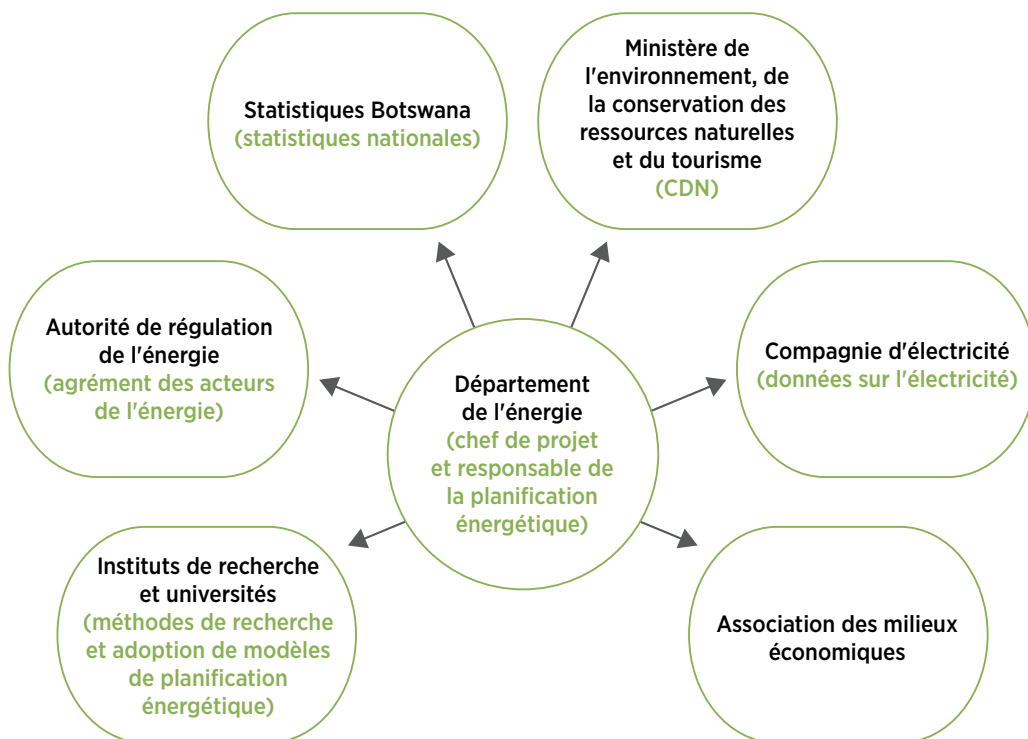 Statistiques Botswana
(statistiques nationales)
Ministère de
l'environnement, de
la conservation des
ressources naturelles
et du tourisme
(CDN)
Autorité de régulation
de l'énergie
(agrément des acteurs
de l'énergie)
Département
de l'énergie
(chef de projet
et responsable de
la planification
énergétique)
Compagnie d'électricité
(données sur l'électricité)
Instituts de recherche
et universités
(méthodes de recherche
et adoption de modèles
de planification
énergétique)
Association des milieux
économiques